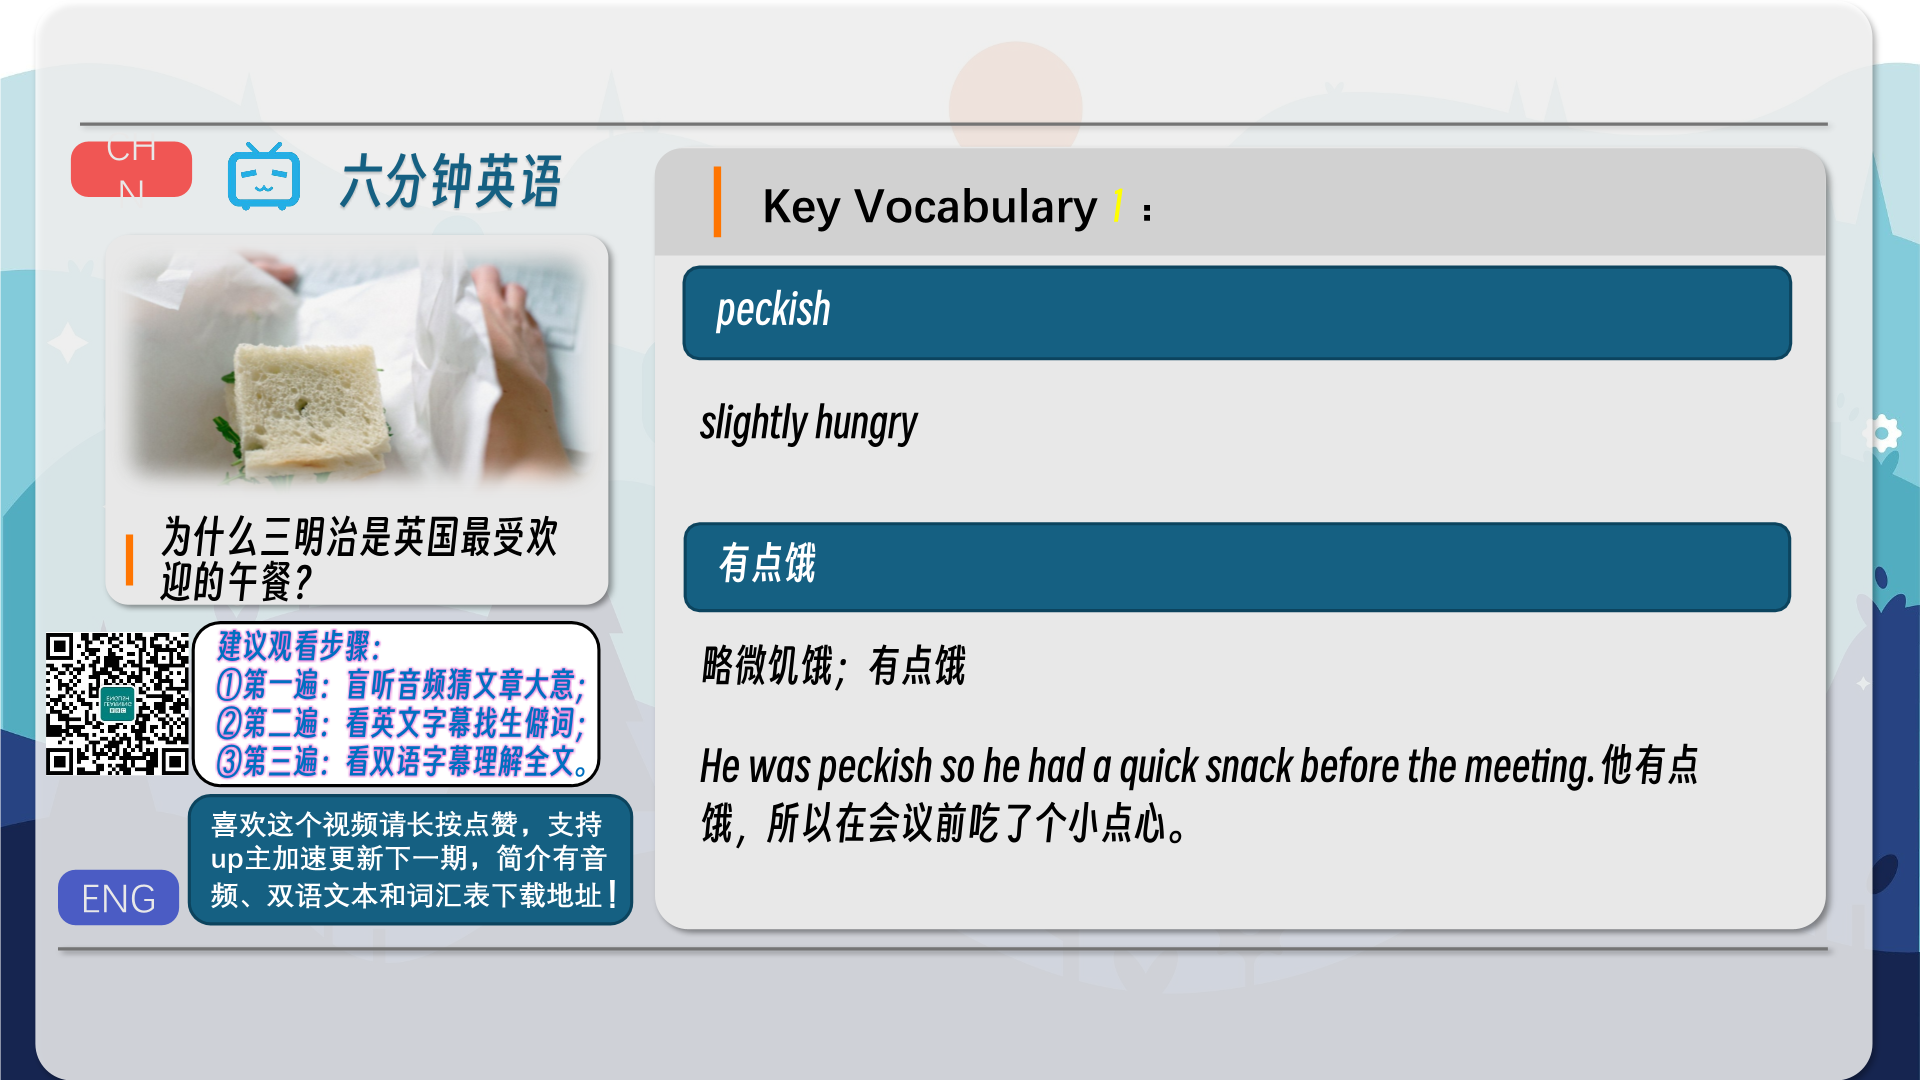 CH
N
六分钟英语
为什么三明治是英国最受欢
迎的午餐?
建议观看步骤：
①第一遍：盲听音频猜文章大意；
②第二遍：看英文字幕找生僻词；
③第三遍：看双语字幕理解全文。
喜欢这个视频请长按点赞，支持
up主加速更新下一期，简介有音
频、双语文本和词汇表下载地址！
ENG
Key Vocabulary 1：
peckish
slightly hungry
有点饿
略微饥饿；有点饿
He was peckish so he had a quick snack before the meeting.他有点
饿，所以在会议前吃了个小点心。